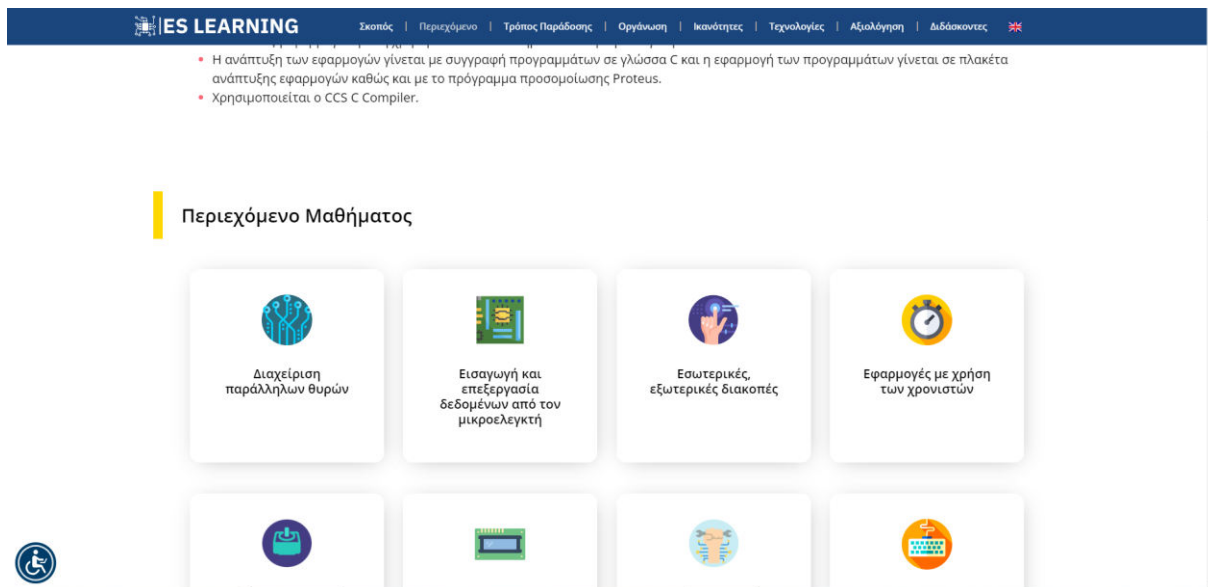 ES LEARNING
Σκοπός | Περιεχόμενο | Τρόπος Παράδοσης | Οργάνωση | Ικανότητες | Τεχνολογίες | Αξιολόγηση | Διδάσκοντες
• Η ανάπτυξη των εφαρμογών γίνεται με συγγραφή προγραμμάτων σε γλώσσα C και η εφαρμογή των προγραμμάτων γίνεται σε πλακέτα
ανάπτυξης εφαρμογών καθώς και με το πρόγραμμα προσομοίωσης Proteus.
• Χρησιμοποιείται ο CCS C Compiler.
Περιεχόμενο Μαθήματος
Διαχείριση
παράλληλων θυρών
Εισαγωγή και
επεξεργασία
δεδομένων από τον
μικροελεγκτή
Εσωτερικές,
εξωτερικές διακοπές
Εφαρμογές με χρήση
των χρονιστών